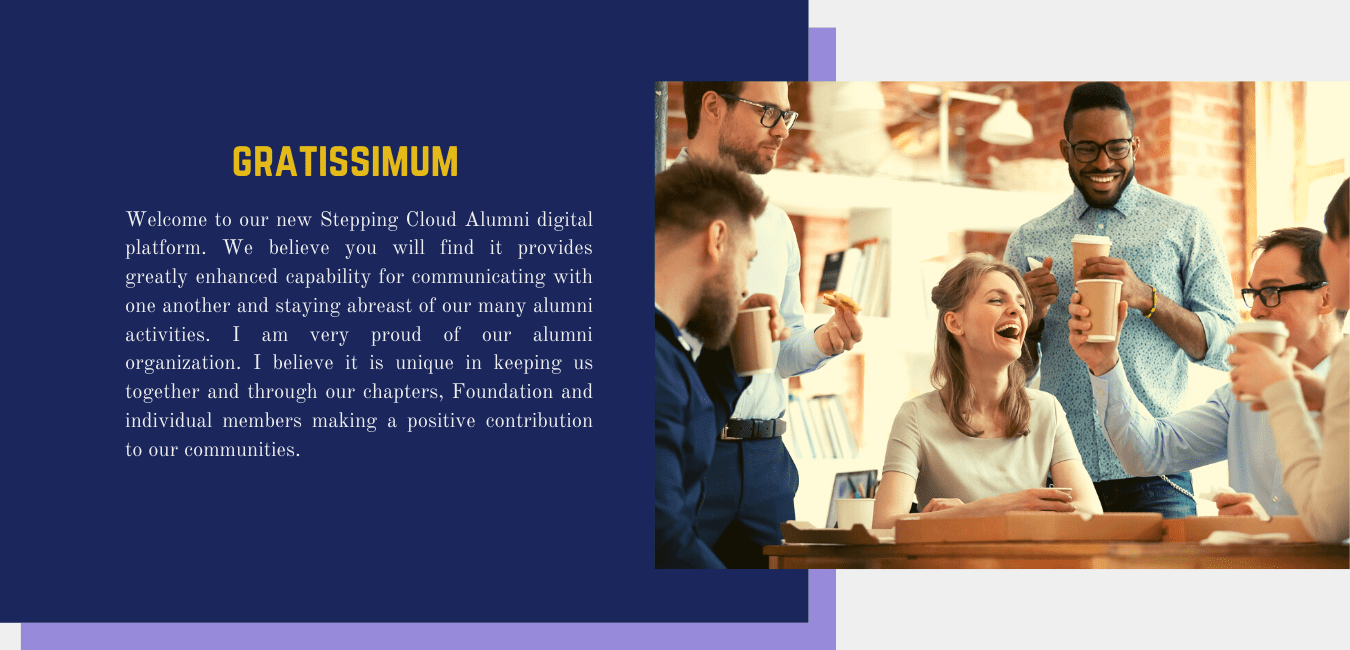 GRATISSIMUM
Welcome to our new Stepping Cloud Alumni digital
platform. We believe you will find it provides
greatly enhanced capability for communicating with
one another and staying abreast of our many alumni
activities. I am very proud of our alumni
organization. I believe it is unique in keeping us
together and through our chapters, Foundation and
individual members making a positive contribution
to our communities.